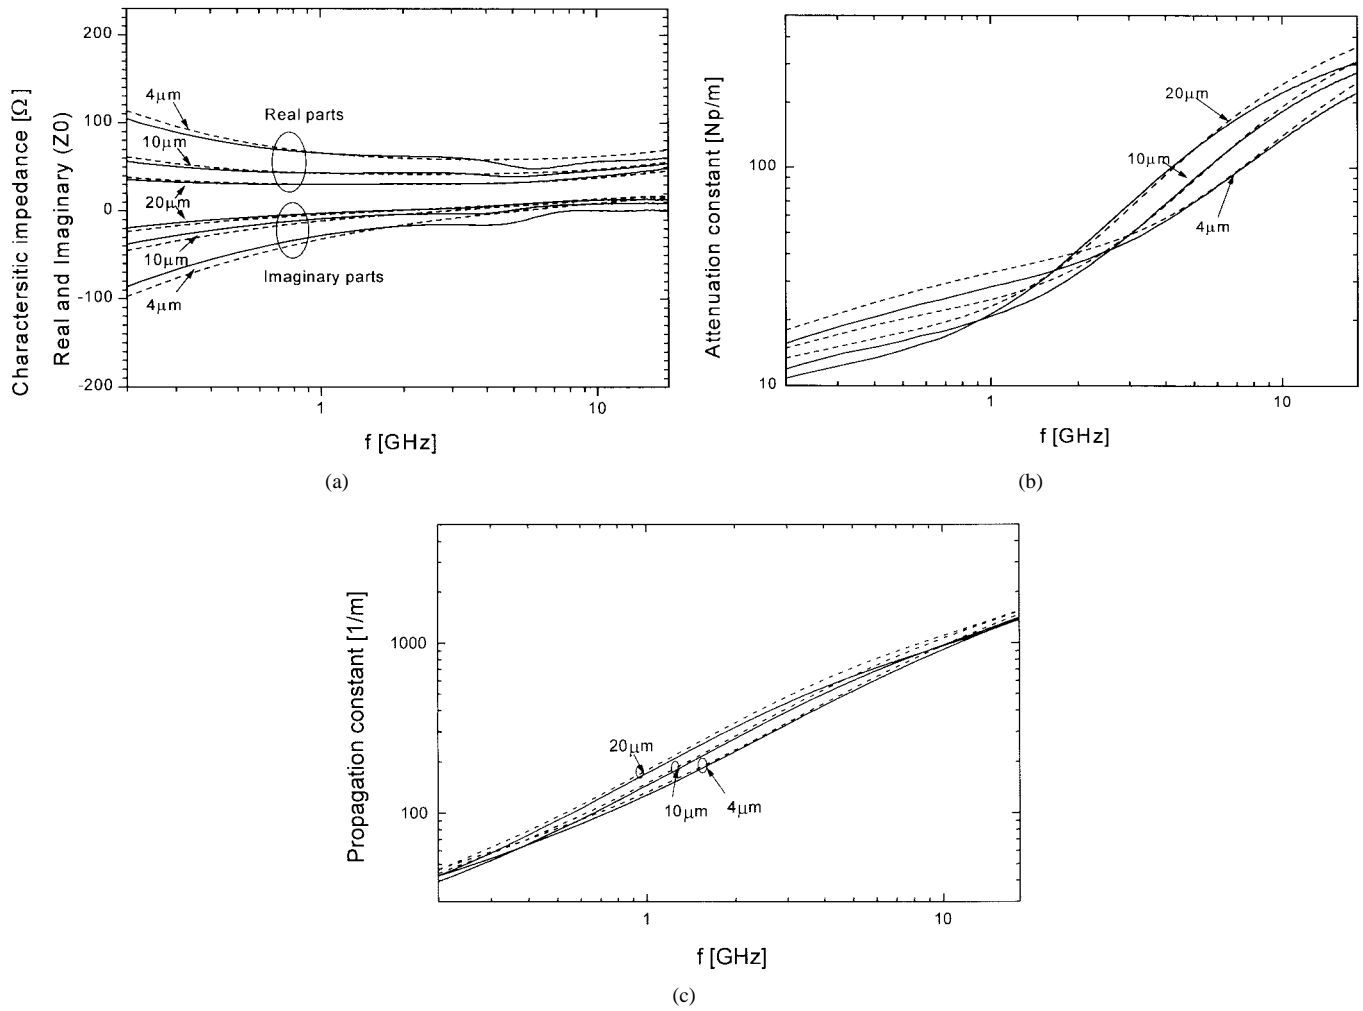 Charactersitic impedance [Ω]
Real and Imaginary (Z0)
200
100
0
-100
-200
4μm
10μm
20μm
10μm
4μm
Real parts
Imaginary parts
1
10
f [GHz]
(a)
Attenuation constant [Np/m]
100
10
20μm
10μm
4μm
1
10
f [GHz]
(b)
Propagation constant [1/m]
1000
100
20μm
10μm
4μm
1
10
f [GHz]
(c)